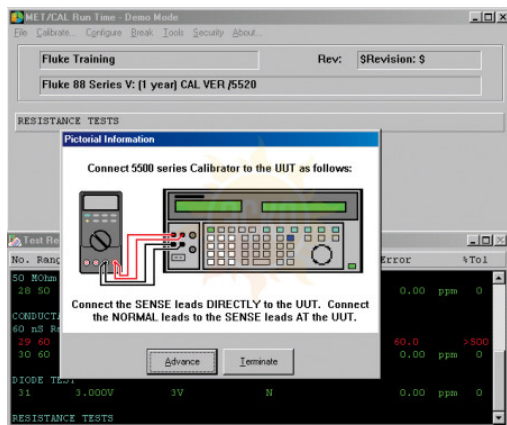 MET/CAL Run Time - Demo Mode
File Calibrate... Configure Break Tools Security About...
Fluke Training Rev: $Revision: $
Fluke 88 Series V: (1 year) CAL VER /5520
RESISTANCE TESTS
Pictorial Information
Connect 5500 series Calibrator to the UUT as follows:
Connect the SENSE leads DIRECTLY to the UUT. Connect
the NORMAL leads to the SENSE leads AT the UUT.
Advance Terminate
Test Re
No. Rang Error %Tol
50 MOhm
28 50 0.00 ppm 0
CONDUCTA
60 nS Ra
29 60 60.0 >500
30 60 0.00 ppm 0
DIODE TEST
31 3.000V 3V N 0.00 ppm 0
RESISTANCE TESTS